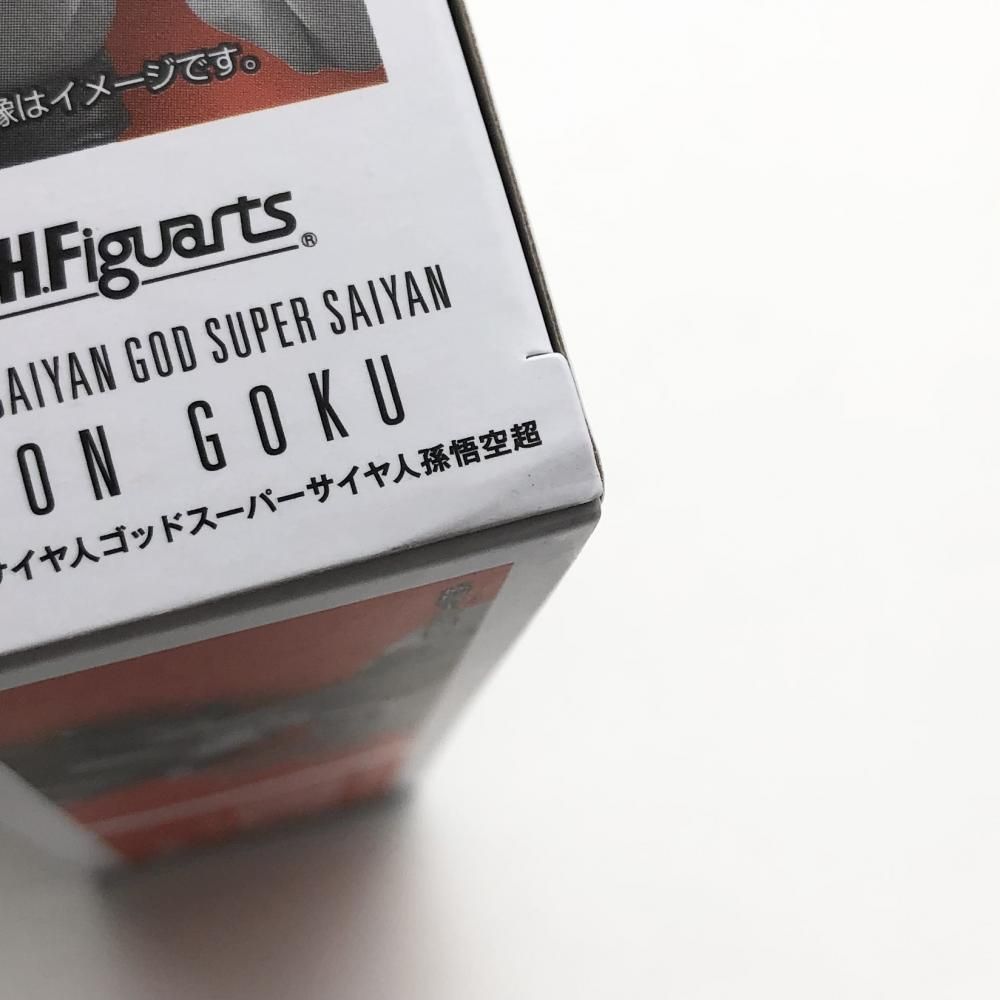 像はイメージです。
H.Figuarts®
SAIYAN GOD SUPER SAIYAN
ON GOKU
サイヤ人ゴッドスーパーサイヤ人孫悟空超